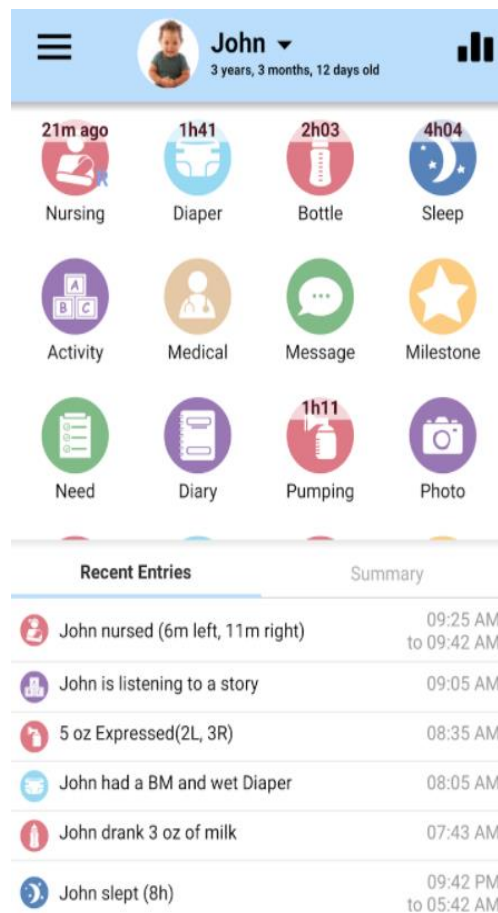 John
3 years, 3 months, 12 days old
21m ago
1h41
2h03
4h04
R
Nursing
Diaper
Bottle
Sleep
A
B C
Activity
Medical
Message
Milestone
1h11
Need
Diary
Pumping
Photo
Recent Entries
Summary
John nursed (6m left, 11m right)
09:25 AM
to 09:42 AM
John is listening to a story
09:05 AM
5 oz Expressed(2L, 3R)
08:35 AM
John had a BM and wet Diaper
08:05 AM
John drank 3 oz of milk
07:43 AM
John slept (8h)
09:42 PM
to 05:42 AM